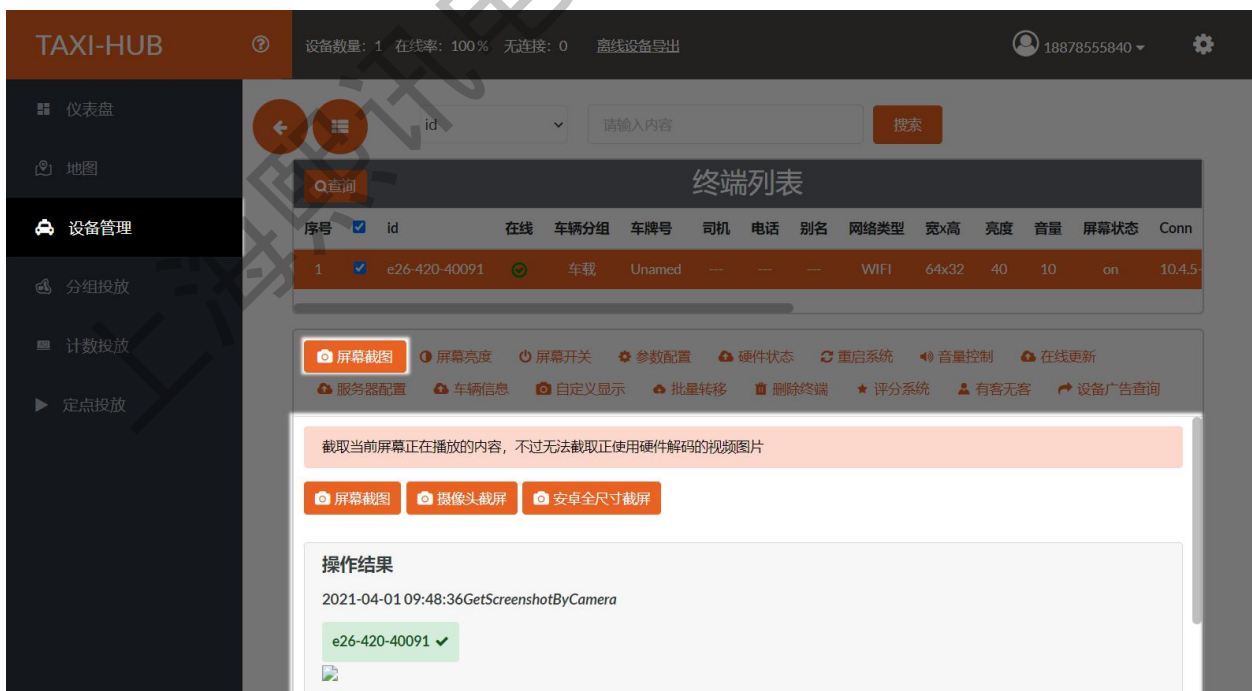 TAXI-HUB 设备数量: 1 在线率: 100% 无连接: 0 离线设备导出 18878555840
仪表盘
id 请输入内容 搜索
地图
查询 终端列表
设备管理
序号 id 在线 车辆分组 车牌号 司机 电话 别名 网络类型 宽x高 亮度 音量 屏幕状态 Conn
1 e26-420-40091 车载 Unamed --- --- --- WIFI 64x32 40 10 on 10.4.5-
分组投放
计数投放
屏幕截图 屏幕亮度 屏幕开关 参数配置 硬件状态 重启系统 音量控制 在线更新
服务器配置 车辆信息 自定义显示 批量转移 删除终端 评分系统 有客无客 设备广告查询
定点投放
截取当前屏幕正在播放的内容，不过无法截取正使用硬件解码的视频图片
屏幕截图 摄像头截屏 安卓全尺寸截屏
操作结果
2021-04-01 09:48:36GetScreenshotByCamera
e26-420-40091
上海熙讯电